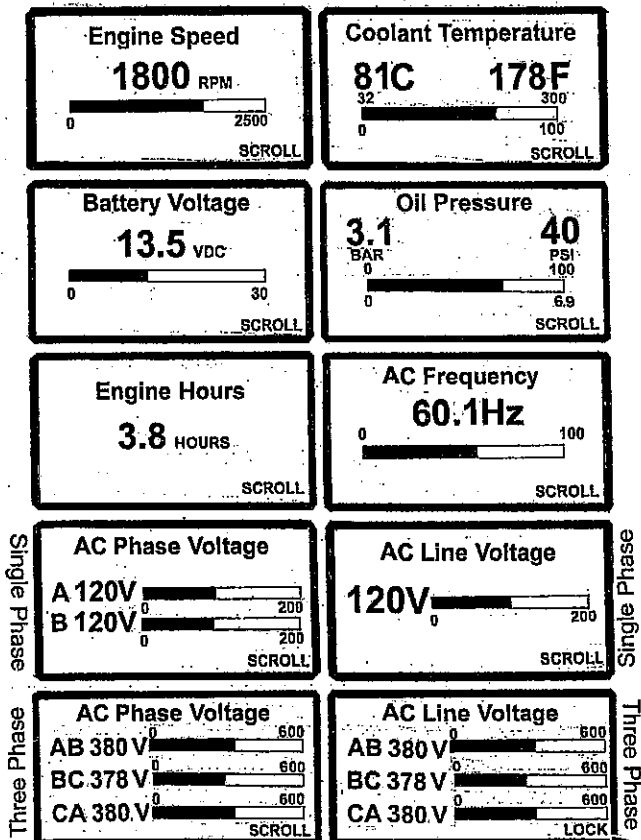 Engine Speed
1800 RPM
0 2500
SCROLL
Coolant Temperature
81C 178F
32 300
0 100
SCROLL
Battery Voltage
13.5 VDC
0 30
SCROLL
Oil Pressure
3.1 40
BAR PSI
0 100
0 6.9
SCROLL
Engine Hours
3.8 HOURS
SCROLL
AC Frequency
60.1Hz
0 100
SCROLL
Single Phase
AC Phase Voltage
A 120V
0 200
B 120V
0 200
SCROLL
AC Line Voltage
120V
0 200
SCROLL
Single Phase
Three Phase
AC Phase Voltage
0 600
AB 380 V
0 600
BC 378 V
0 600
CA 380 V
SCROLL
AC Line Voltage
0 600
AB 380 V
0 600
BC 378 V
0 600
CA 380 V
LOCK
Three Phase